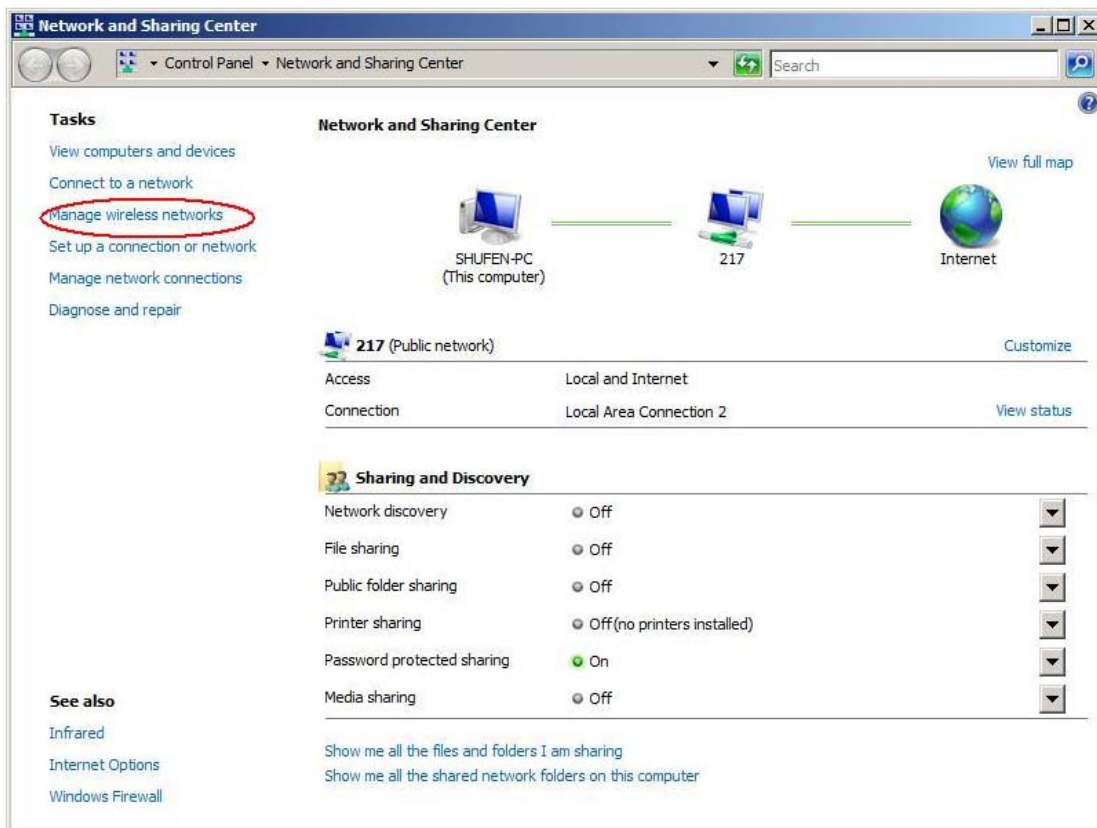 Network and Sharing Center
Control Panel ▾ Network and Sharing Center
Search
Tasks
View computers and devices
Connect to a network
Manage wireless networks
Set up a connection or network
Manage network connections
Diagnose and repair
Network and Sharing Center
View full map
SHUFEN-PC
(This computer)
217
Internet
217 (Public network) Customize
Access Local and Internet
Connection Local Area Connection 2 View status
Sharing and Discovery
Network discovery Off
File sharing Off
Public folder sharing Off
Printer sharing Off(no printers installed)
Password protected sharing On
Media sharing Off
Show me all the files and folders I am sharing
Show me all the shared network folders on this computer
See also
Infrared
Internet Options
Windows Firewall